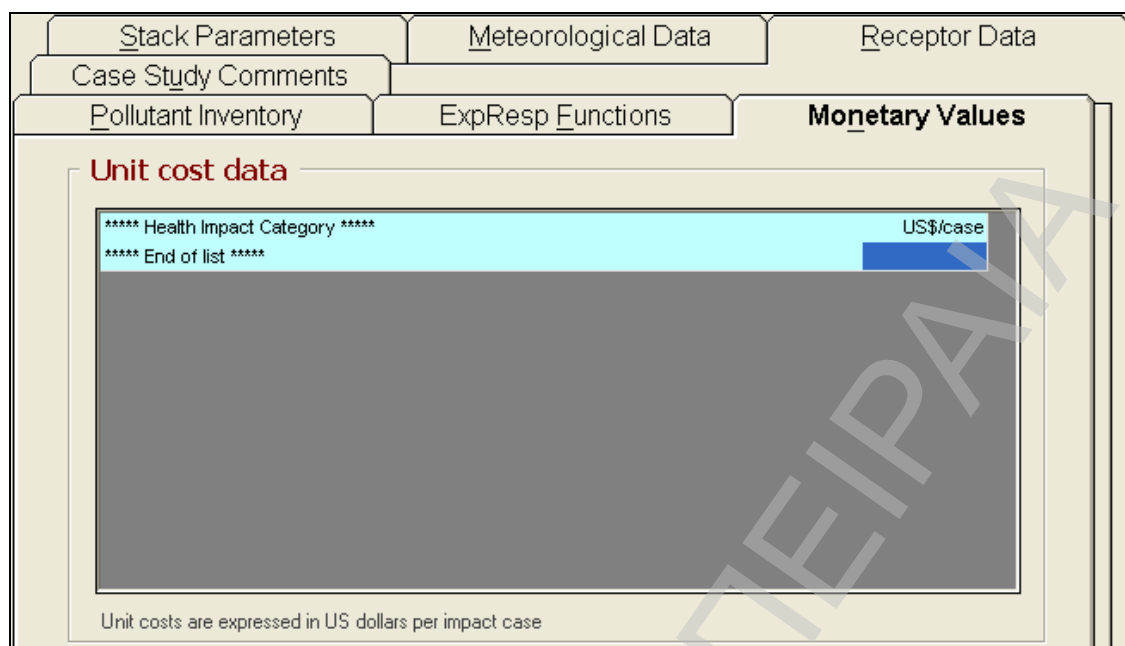 Stack Parameters Meteorological Data Receptor Data
Case Study Comments
Pollutant Inventory ExpResp Functions Monetary Values
Unit cost data
***** Health Impact Category ***** US$/case
***** End of list *****
Unit costs are expressed in US dollars per impact case
ΠΕΙΡΑΙΑ